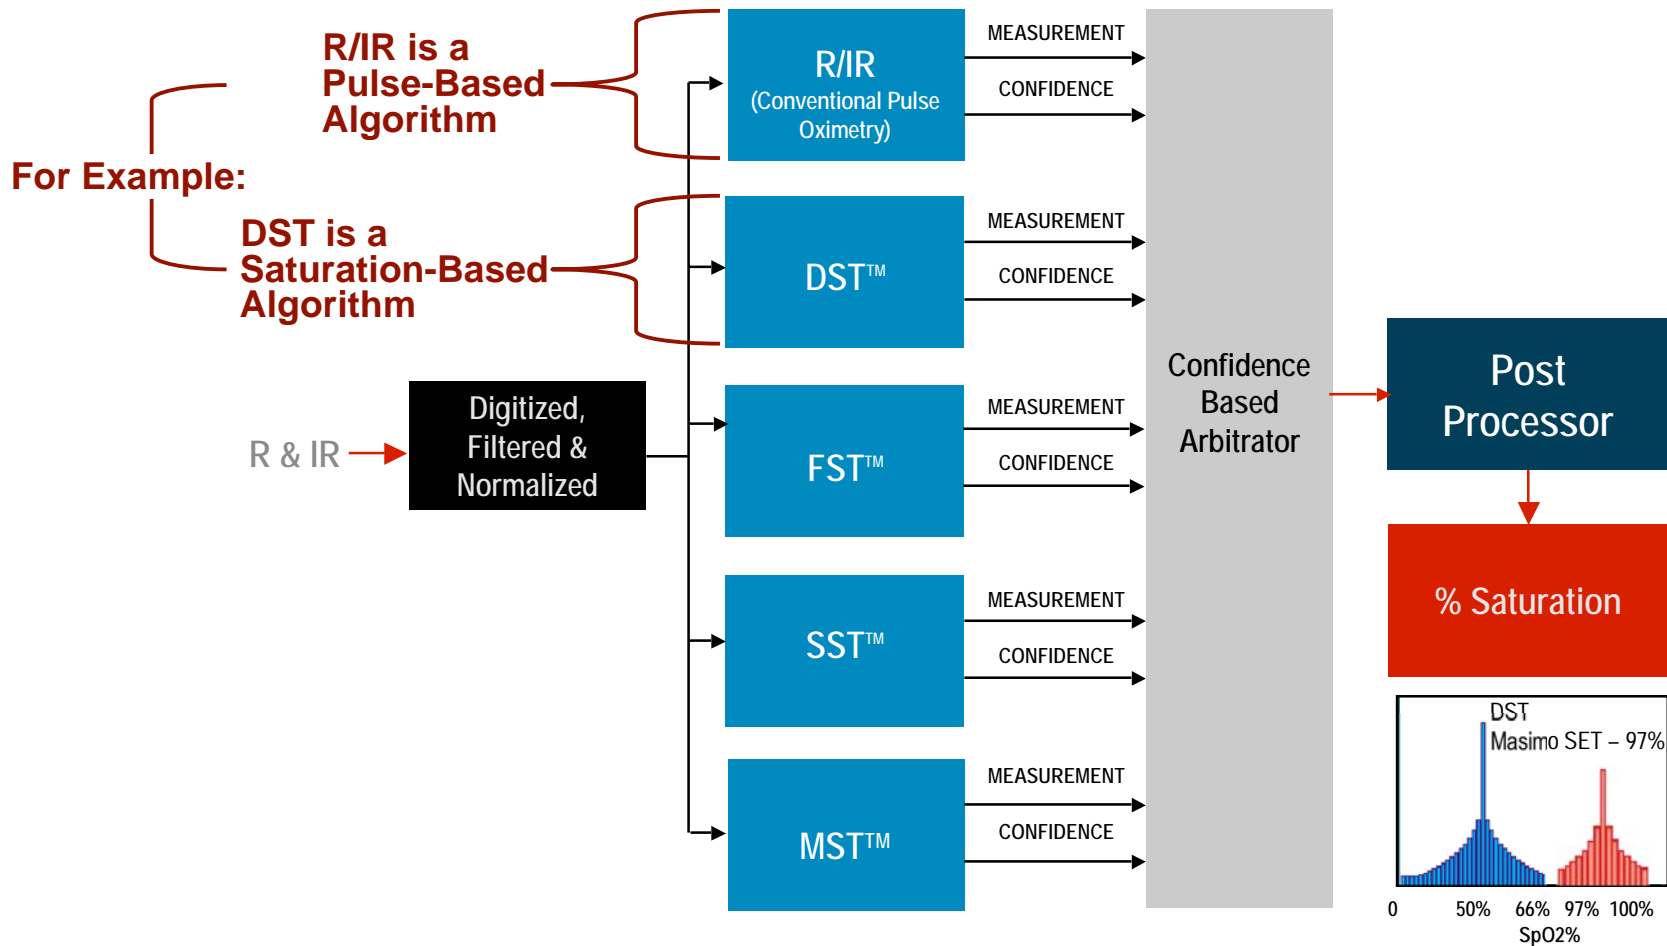 R/IR is a
Pulse-Based
Algorithm
For Example:
DST is a
Saturation-Based
Algorithm
R & IR
Digitized,
Filtered &
Normalized
R/IR
(Conventional Pulse
Oximetry)
MEASUREMENT
CONFIDENCE
DST™
MEASUREMENT
CONFIDENCE
FST™
MEASUREMENT
CONFIDENCE
SST™
MEASUREMENT
CONFIDENCE
MST™
MEASUREMENT
CONFIDENCE
Confidence
Based
Arbitrator
Post
Processor
% Saturation
DST
Masimo SET – 97%
0 50% 66% 97% 100%
SpO2%